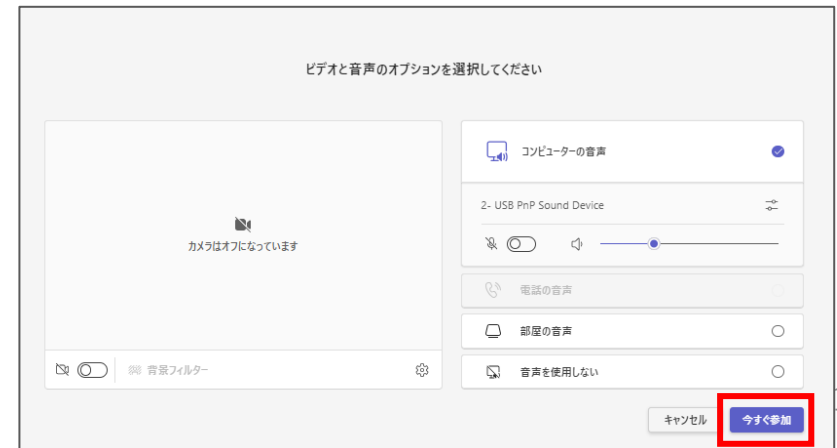 ビデオと音声のオプションを選択してください
カメラはオフになっています
背景フィルター
コンピューターの音声
2- USB PnP Sound Device
電話の音声
部屋の音声
音声を使用しない
キャンセル
今すぐ参加